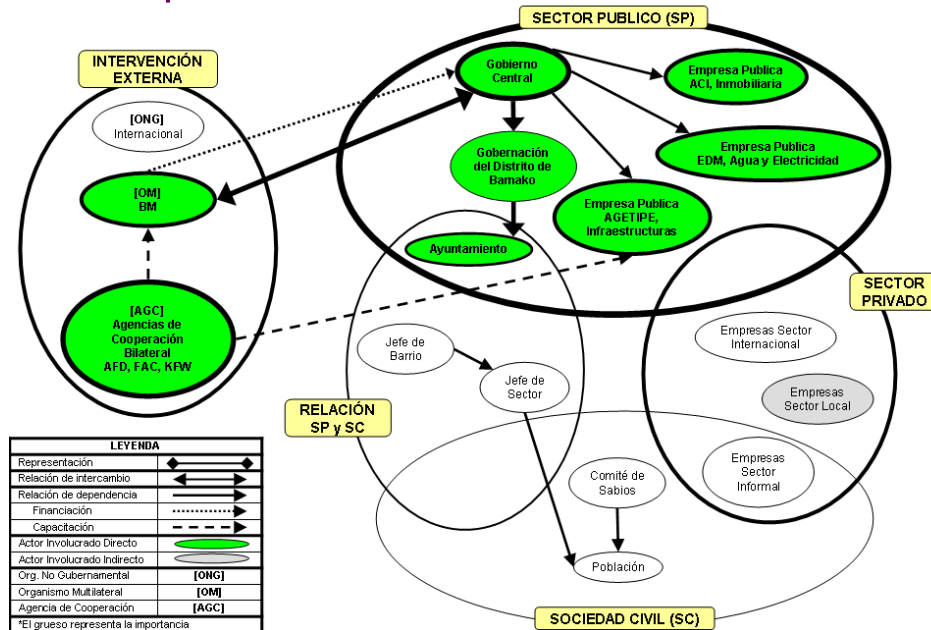 SECTOR PUBLICO (SP)
INTERVENCIÓN
EXTERNA
Gobierno
Central
Empresa Publica
ACI, Inmobiliaria
[ONG]
Internacional
Empresa Publica
EDM, Agua y Electricidad
Gobernación
del Distrito de
Bamako
[OM]
BM
Empresa Publica
AGETIPE,
Infraestructuras
Ayuntamiento
SECTOR
PRIVADO
[AGC]
Agencias de
Cooperación
Bilateral
AFD, FAC, KFW
Empresas Sector
Internacional
Jefe de
Barrio
Jefe de
Sector
Empresas
Sector Local
RELACIÓN
SP y SC
LEYENDA
Representación
Relación de intercambio
Relación de dependencia
Financiación
Capacitación
Actor Involucrado Directo
Actor Involucrado Indirecto
Org. No Gubernamental [ONG]
Organismo Multilateral [OM]
Agencia de Cooperación [AGC]
*El grueso representa la importancia
Comité de
Sabios
Empresas
Sector
Informal
Población
SOCIEDAD CIVIL (SC)